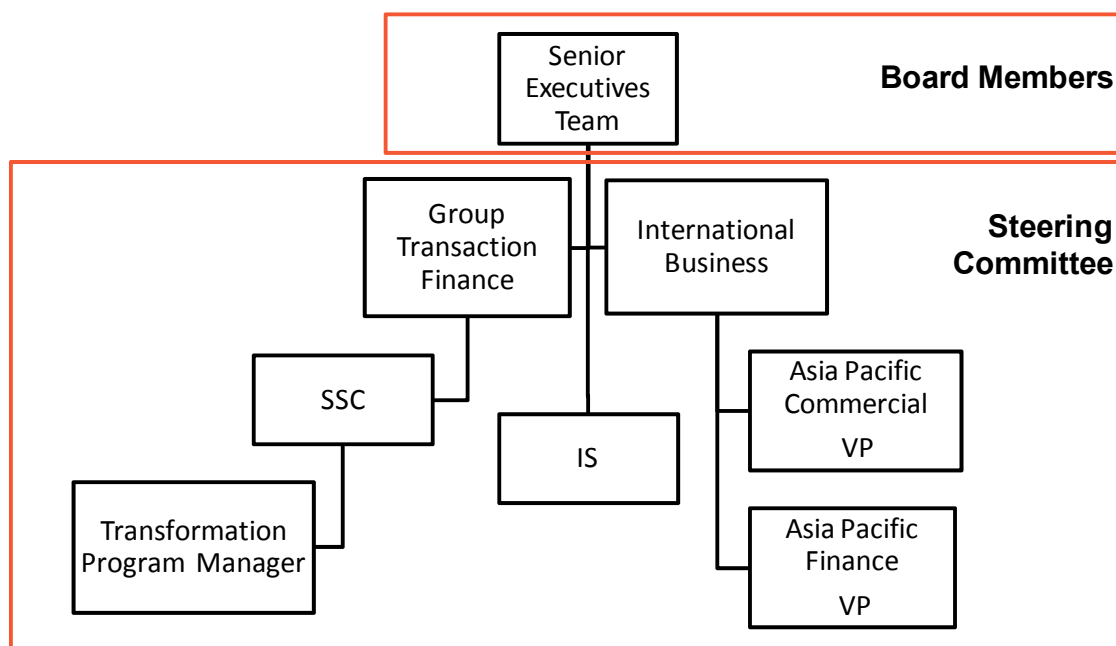 Senior
Executives
Team
Board Members
Group
Transaction
Finance
International
Business
Steering
Committee
SSC
Asia Pacific
Commercial
VP
IS
Transformation
Program Manager
Asia Pacific
Finance
VP